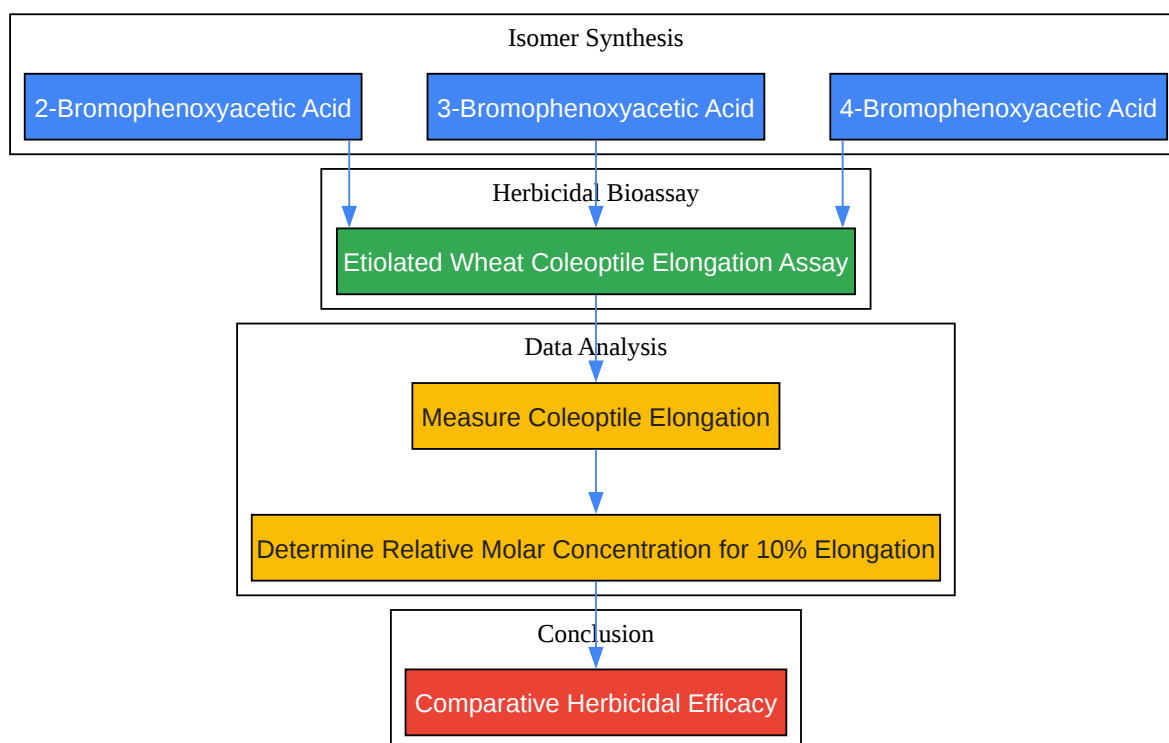 Isomer Synthesis
2-Bromophenoxyacetic Acid
3-Bromophenoxyacetic Acid
4-Bromophenoxyacetic Acid
Herbicidal Bioassay
Etiolated Wheat Coleoptile Elongation Assay
Data Analysis
Measure Coleoptile Elongation
Determine Relative Molar Concentration for 10% Elongation
Conclusion
Comparative Herbicidal Efficacy